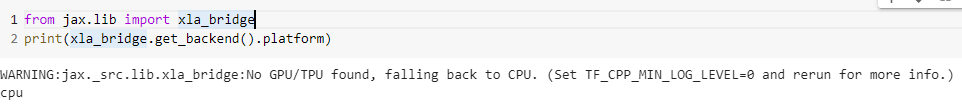 1 from jax.lib import xla_bridge
2 print(xla_bridge.get_backend().platform)
WARNING:jax._src.lib.xla_bridge:No GPU/TPU found, falling back to CPU. (Set TF_CPP_MIN_LOG_LEVEL=0 and rerun for more info.)
cpu